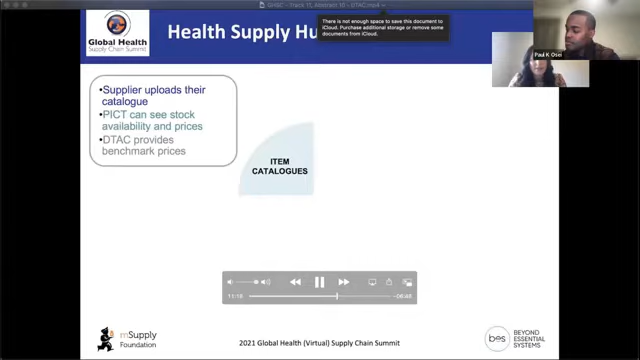 GHSC - Track 11, Abstract 10 - DTAC.mp4
Global Health
Supply Chain Summit
Health Supply Hu
There is not enough space to save this document to
iCloud. Purchase additional storage or remove some
documents from iCloud.
Paul K Osei
•Supplier uploads their
catalogue
•PICT can see stock
availability and prices
•DTAC provides
benchmark prices
ITEM
CATALOGUES
11:18
mSupply
Foundation
2021 Global Health (Virtual) Supply Chain Summit
bes
BEYOND
ESSENTIAL
SYSTEMS